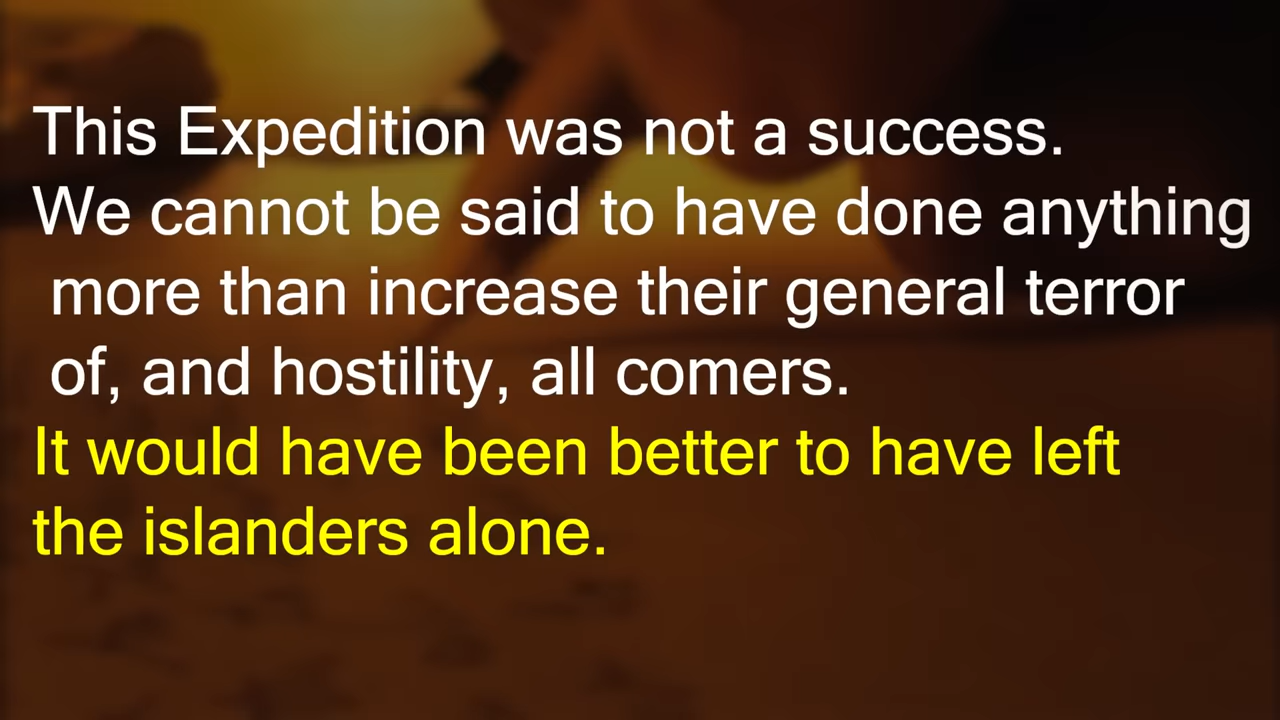 This Expedition was not a success.
We cannot be said to have done anything
more than increase their general terror
of, and hostility, all comers.
It would have been better to have left
the islanders alone.